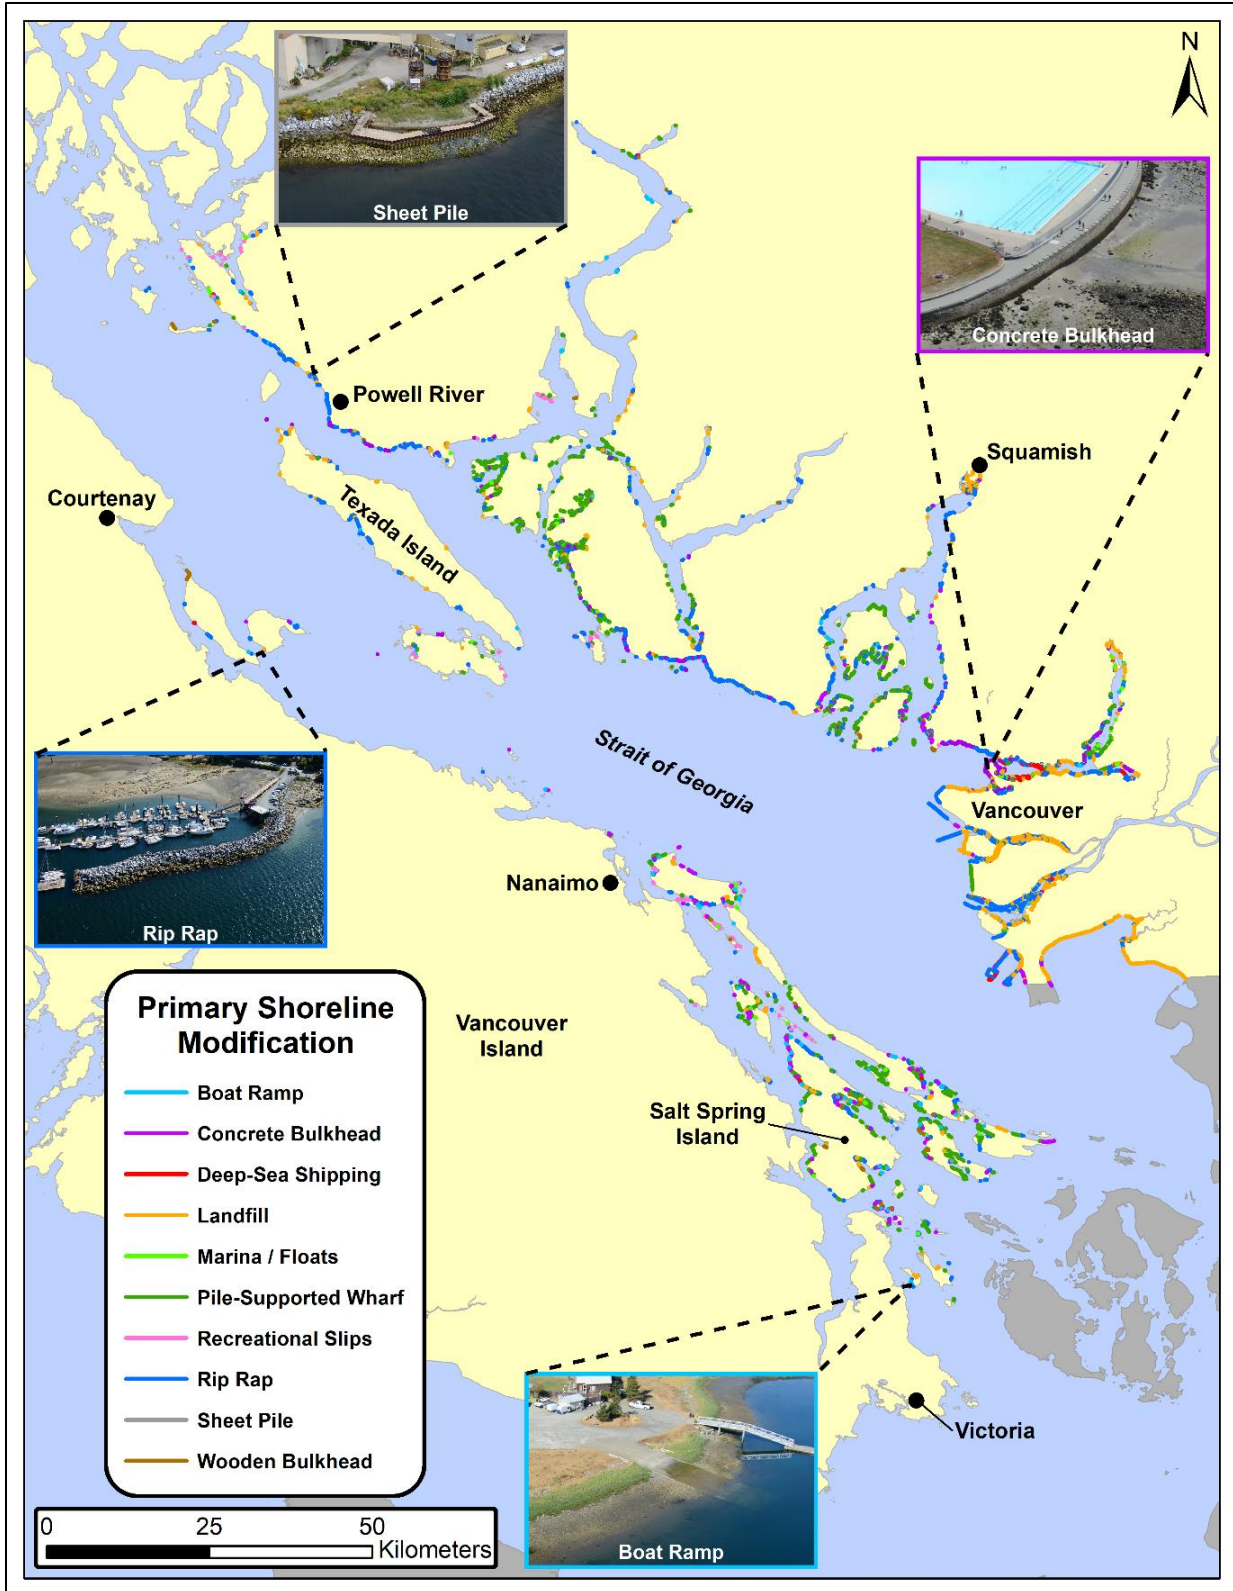 N
Sheet Pile
Concrete Bulkhead
Powell River
Squamish
Courtenay
Texada Island
Strait of Georgia
Vancouver
Rip Rap
Nanaimo
Vancouver
Island
Salt Spring
Island
Primary Shoreline
Modification
Boat Ramp
Concrete Bulkhead
Deep-Sea Shipping
Landfill
Marina / Floats
Pile-Supported Wharf
Recreational Slips
Rip Rap
Sheet Pile
Wooden Bulkhead
Victoria
0 25 50
Kilometers
Boat Ramp